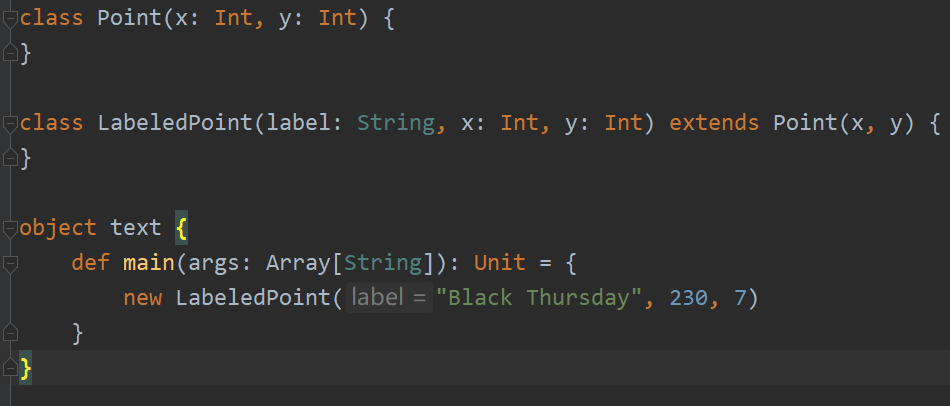 class Point(x: Int, y: Int) {
}
class LabeledPoint(label: String, x: Int, y: Int) extends Point(x, y) {
}
object text {
    def main(args: Array[String]): Unit = {
        new LabeledPoint( label = "Black Thursday", 230, 7)
    }
}